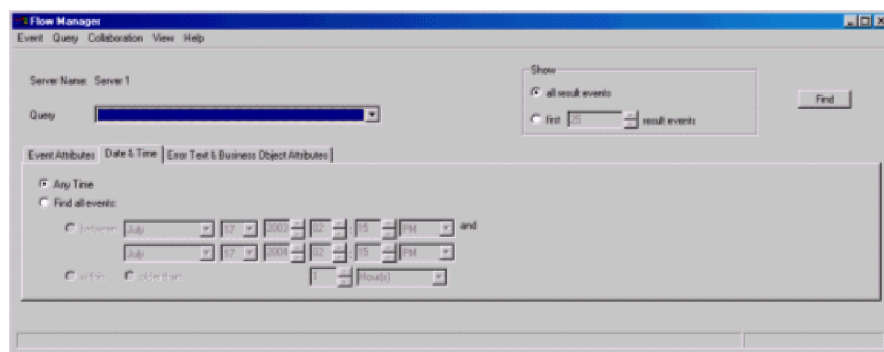 Flow Manager
Event Query Collaboration View Help
Server Name: Server 1
Query
Show
all result events
first 25 result events
Find
Event Attributes Date & Time Error Text & Business Object Attributes
Any Time
Find all events:
between July 17 2003 02 : 15 PM and
July 17 2004 02 : 15 PM
within older than 1 Hour(s)